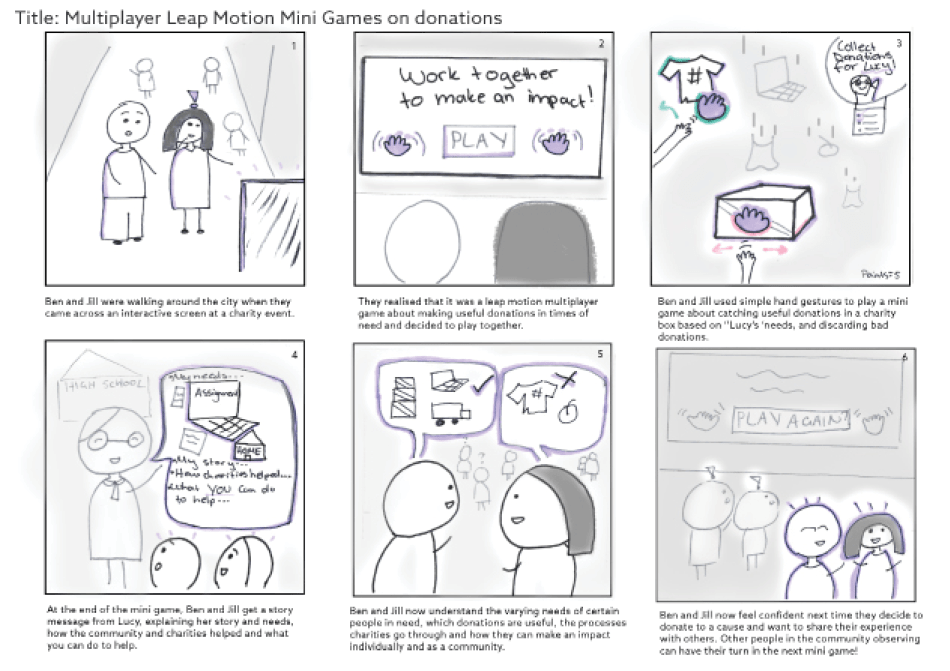 Title: Multiplayer Leap Motion Mini Games on donations
1
Ben and Jill were walking around the city when they
came across an interactive screen at a charity event.
2
Work together
to make an impact!
PLAY
They realised that it was a leap motion multiplayer
game about making useful donations in times of
need and decided to play together.
3
Collect
Donations
for Lucy!
#
Points=5
Ben and Jill used simple hand gestures to play a mini
game about catching useful donations in a charity
box based on "Lucy's 'needs, and discarding bad
donations.
4
HIGH SCHOOL
My needs...
Assignment
HOME
My story...
How charities helped...
What YOU can do
to help...
At the end of the mini game, Ben and Jill get a story
message from Lucy, explaining her story and needs,
how the community and charities helped and what
you can do to help.
5
#
? ?
Ben and Jill now understand the varying needs of certain
people in need, which donations are useful, the processes
charities go through and how they can make an impact
individually and as a community.
6
PLAY AGAIN?
Ben and Jill now feel confident next time they decide to
donate to a cause and want to share their experience
with others. Other people in the community observing
can have their turn in the next mini game!